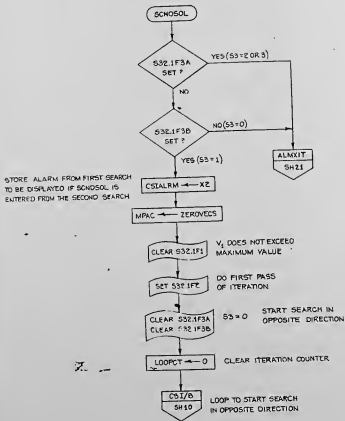 SCNDSOL
S32.1F3A
SET ?
YES (S3=2 OR 3)
NO
S32.1F3B
SET ?
NO (S3=0)
YES (S3=1)
ALMXIT
SH21
STORE ALARM FROM FIRST SEARCH
TO BE DISPLAYED IF SCNDSOL IS
ENTERED FROM THE SECOND SEARCH
CSIALRM ← X2
MPAC ← ZEROVECS
CLEAR S32.1F1
V1 DOES NOT EXCEED
MAXIMUM VALUE
SET S32.1F2
DO FIRST PASS
OF ITERATION
CLEAR S32.1F3A
CLEAR S32.1F3B
S3=0
START SEARCH IN
OPPOSITE DIRECTION
LOOPCT ← 0
CLEAR ITERATION COUNTER
CSI/B
SH10
LOOP TO START SEARCH
IN OPPOSITE DIRECTION